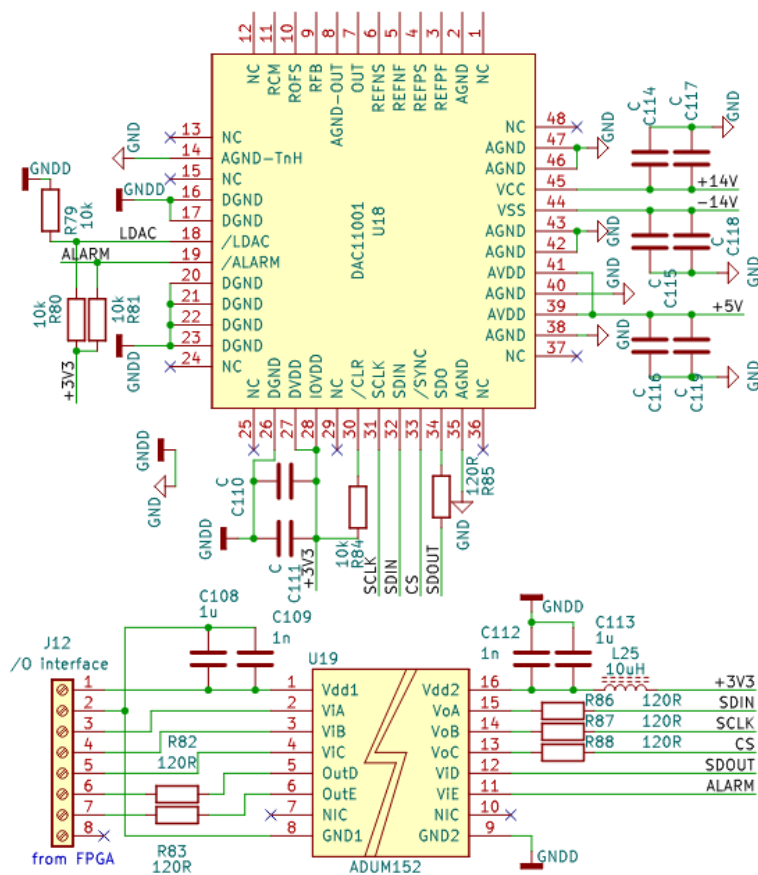 12 11 10 9 8 7 6 5 4 3 2 1
NC RCM ROFS RFB AGND-OUT OUT REFNS REFNF REFPS REFPF AGND NC
DAC11001
U18
13 NC
14 AGND-TnH
15 NC
16 DGND
17 DGND
18 /LDAC
19 /ALARM
20 DGND
21 DGND
22 DGND
23 DGND
24 NC
NC 48
AGND 47
AGND 46
VCC 45
VSS 44
AGND 43
AGND 42
AVDD 41
AGND 40
AVDD 39
AGND 38
NC 37
NC DGND DVDD IOVDD NC /CLR SCLK SDIN /SYNC SDO AGND NC
25 26 27 28 29 30 31 32 33 34 35 36
GND
GNDD
GNDD
R79
10k
LDAC
ALARM
10k
R80
10k
R81
GNDD
+3V3
GND
GND
GND
GND
C
C114
C
C117
GND
+14V
-14V
C
C115
C
C118
GND
+5V
C
C116
C
C119
GND
GNDD
GND
C
C110
GNDD
C
C111
+3V3
10k
R84
SCLK
SDIN
CS
SDOUT
120R
R85
GND
J12
/O interface
1
2
3
4
5
6
7
8
from FPGA
C108
1u
C109
1n
R82
120R
R83
120R
U19
1 Vdd1
2 ViA
3 ViB
4 ViC
5 OutD
6 OutE
7 NIC
8 GND1
Vdd2 16
VoA 15
VoB 14
VoC 13
ViD 12
ViE 11
NIC 10
GND2 9
ADUM152
GNDD
C112
1n
C113
1u
L25
10uH
+3V3
R86 120R SDIN
R87 120R SCLK
R88 120R CS
SDOUT
ALARM
GNDD